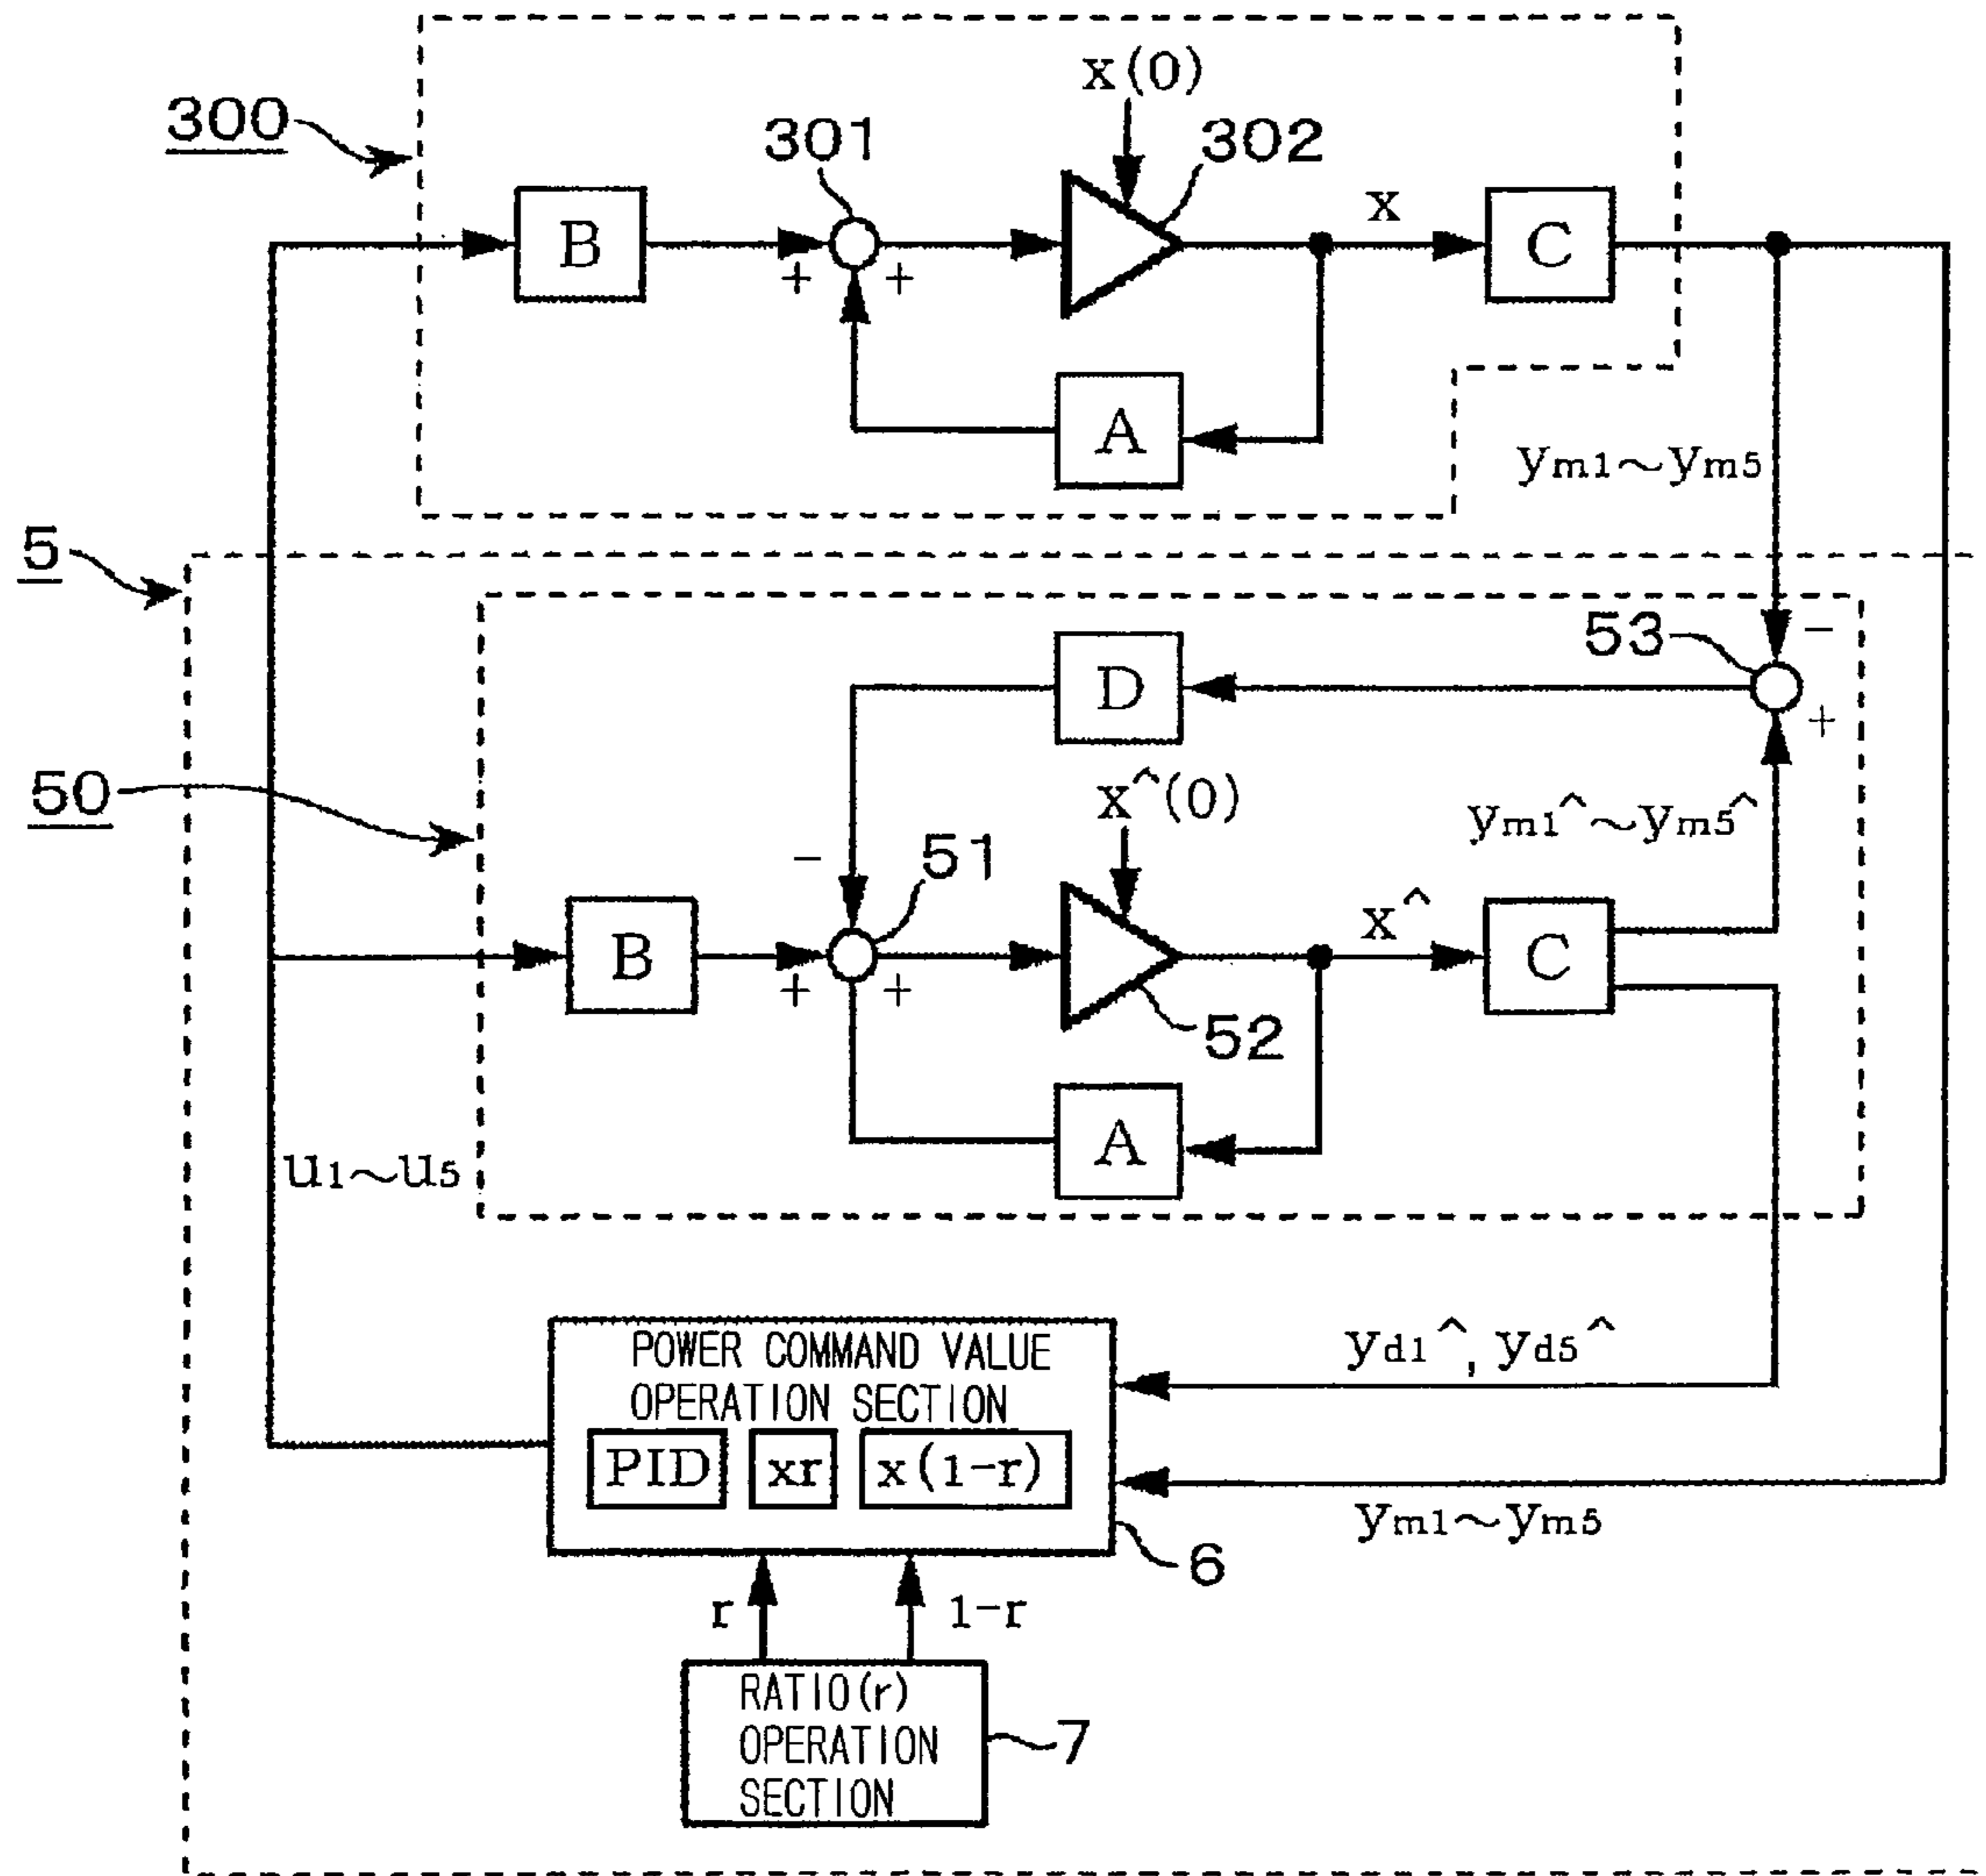 x(0)
300
301
302
B
x
C
+
+
A
ym1~ym5
5
53
-
D
+
50
x^(0)
ym1^~ym5^
-
51
x^
B
C
+
+
52
A
u1~u5
POWER COMMAND VALUE
OPERATION SECTION
PID
xr
x(1-r)
yd1^, yd5^
ym1~ym5
6
r
1-r
RATIO(r)
OPERATION
SECTION
7